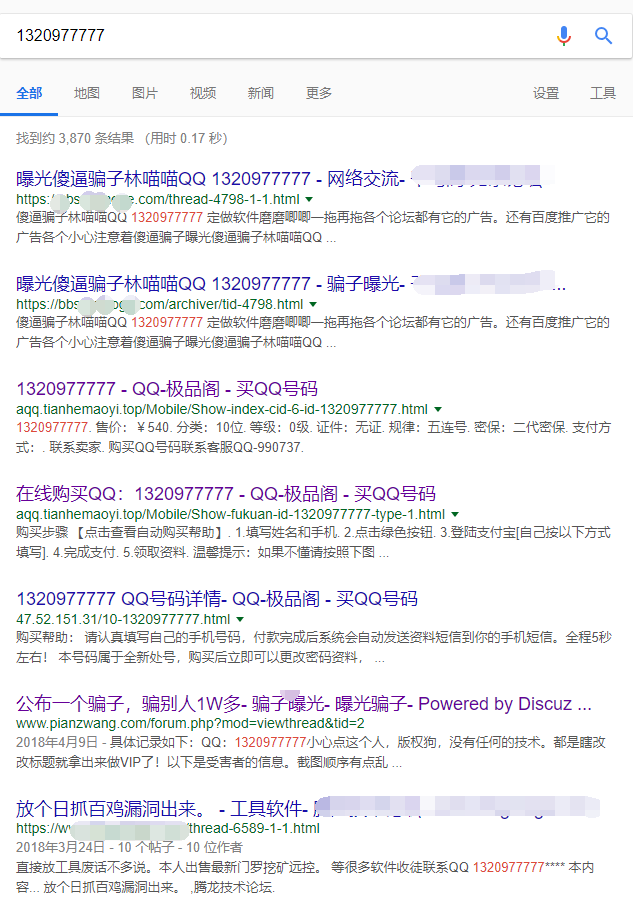 1320977777
全部 地图 图片 视频 新闻 更多 设置 工具
找到约 3,870 条结果 （用时 0.17 秒）
曝光傻逼骗子林喵喵QQ 1320977777 - 网络交流-
https://bbs.com/thread-4798-1-1.html
傻逼骗子林喵喵QQ 1320977777 定做软件磨磨唧唧一拖再拖各个论坛都有它的广告。还有百度推广它的
广告各个小心注意着傻逼骗子曝光傻逼骗子林喵喵QQ ...
曝光傻逼骗子林喵喵QQ 1320977777 - 骗子曝光- ...
https://bbs.com/archiver/tid-4798.html
傻逼骗子林喵喵QQ 1320977777 定做软件磨磨唧唧一拖再拖各个论坛都有它的广告。还有百度推广它的
广告各个小心注意着傻逼骗子曝光傻逼骗子林喵喵QQ ...
1320977777 - QQ-极品阁 - 买QQ号码
aqq.tianhemaoyi.top/Mobile/Show-index-cid-6-id-1320977777.html
1320977777. 售价：￥540. 分类：10位. 等级：0级. 证件：无证. 规律：五连号. 密保：二代密保. 支付方
式：. 联系卖家. 购买QQ号码联系客服QQ-990737.
在线购买QQ：1320977777 - QQ-极品阁 - 买QQ号码
aqq.tianhemaoyi.top/Mobile/Show-fukuan-id-1320977777-type-1.html
购买步骤 【点击查看自动购买帮助】. 1.填写姓名和手机. 2.点击绿色按钮. 3.登陆支付宝[自己按以下方式
填写]. 4.完成支付. 5.领取资料. 温馨提示：如果不懂请按照下图 ...
1320977777 QQ号码详情- QQ-极品阁 - 买QQ号码
47.52.151.31/10-1320977777.html
购买帮助： 请认真填写自己的手机号码，付款完成后系统会自动发送资料短信到你的手机短信。全程5秒
左右！ 本号码属于全新处号，购买后立即可以更改密码资料， ...
公布一个骗子，骗别人1W多- 骗子曝光- 曝光骗子- Powered by Discuz ...
www.pianzwang.com/forum.php?mod=viewthread&tid=2
2018年4月9日 - 具体记录如下：QQ：1320977777小心点这个人，版权狗，没有任何的技术。都是瞎改
改标题就拿出来做VIP了！以下是受害者的信息。截图顺序有点乱 ...
放个日抓百鸡漏洞出来。 - 工具软件-
https://thread-6589-1-1.html
2018年3月24日 - 10 个帖子 - 10 位作者
直接放工具废话不多说。本人出售最新门罗挖矿远控。 等很多软件收徒联系QQ 1320977777**** 本内
容... 放个日抓百鸡漏洞出来。 ,腾龙技术论坛.